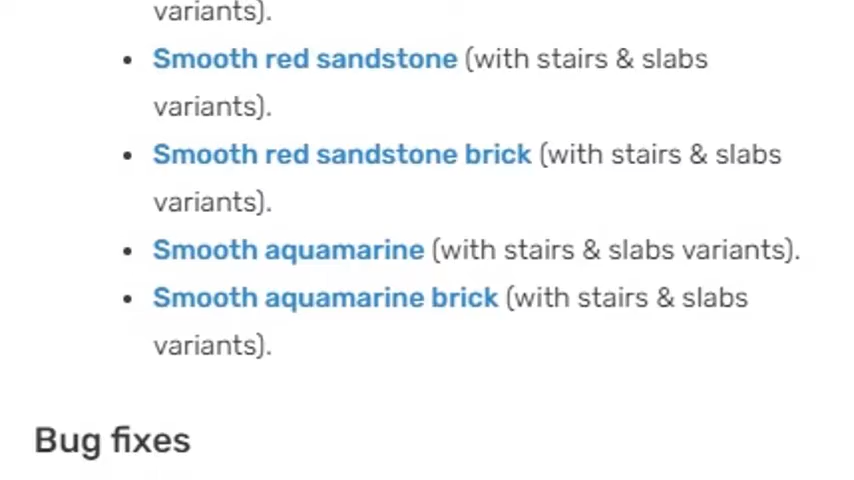 variants).
• Smooth red sandstone (with stairs & slabs
variants).
• Smooth red sandstone brick (with stairs & slabs
variants).
• Smooth aquamarine (with stairs & slabs variants).
• Smooth aquamarine brick (with stairs & slabs
variants).
Bug fixes